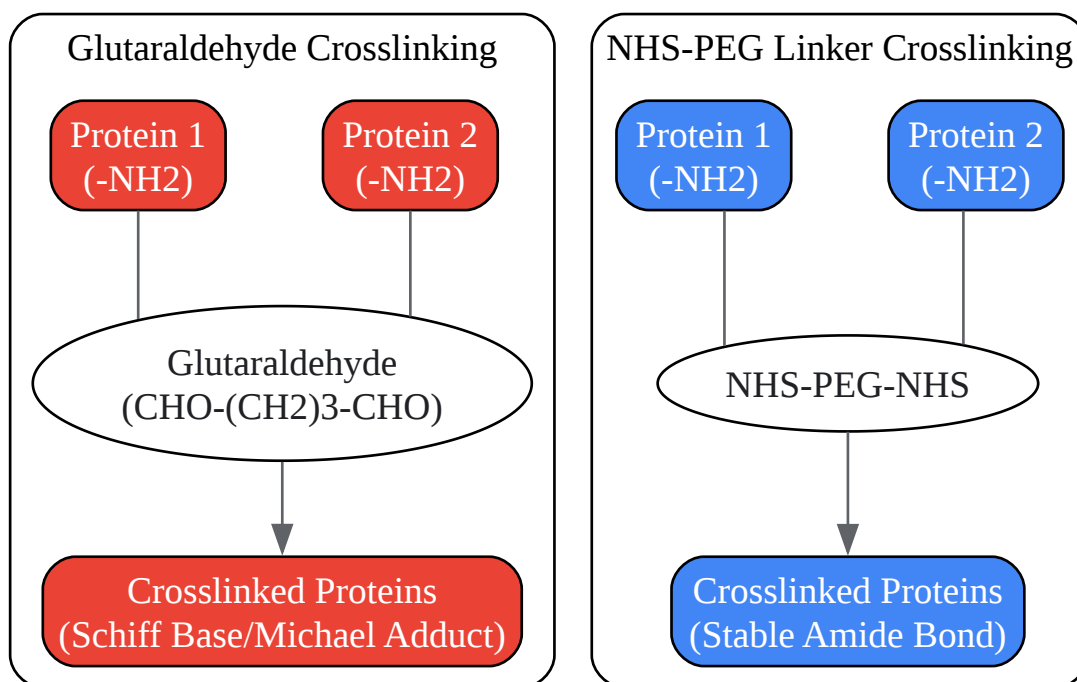 Glutaraldehyde Crosslinking
Protein 1
(-NH2)
Protein 2
(-NH2)
Glutaraldehyde
(CHO-(CH2)3-CHO)
Crosslinked Proteins
(Schiff Base/Michael Adduct)
NHS-PEG Linker Crosslinking
Protein 1
(-NH2)
Protein 2
(-NH2)
NHS-PEG-NHS
Crosslinked Proteins
(Stable Amide Bond)